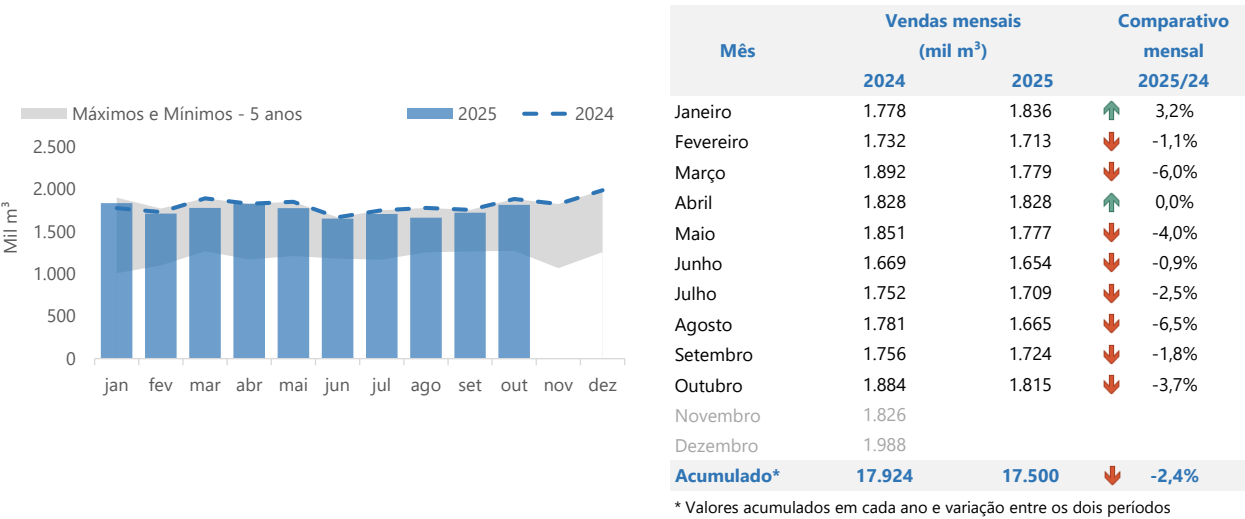 Máximos e Mínimos - 5 anos 2025 2024
Mil m³
2.500
2.000
1.500
1.000
500
0
jan fev mar abr mai jun jul ago set out nov dez
Vendas mensais Comparativo
Mês (mil m³) mensal
2024 2025 2025/24
Janeiro 1.778 1.836 3,2%
Fevereiro 1.732 1.713 -1,1%
Março 1.892 1.779 -6,0%
Abril 1.828 1.828 0,0%
Maio 1.851 1.777 -4,0%
Junho 1.669 1.654 -0,9%
Julho 1.752 1.709 -2,5%
Agosto 1.781 1.665 -6,5%
Setembro 1.756 1.724 -1,8%
Outubro 1.884 1.815 -3,7%
Novembro 1.826
Dezembro 1.988
Acumulado* 17.924 17.500 -2,4%
* Valores acumulados em cada ano e variação entre os dois períodos